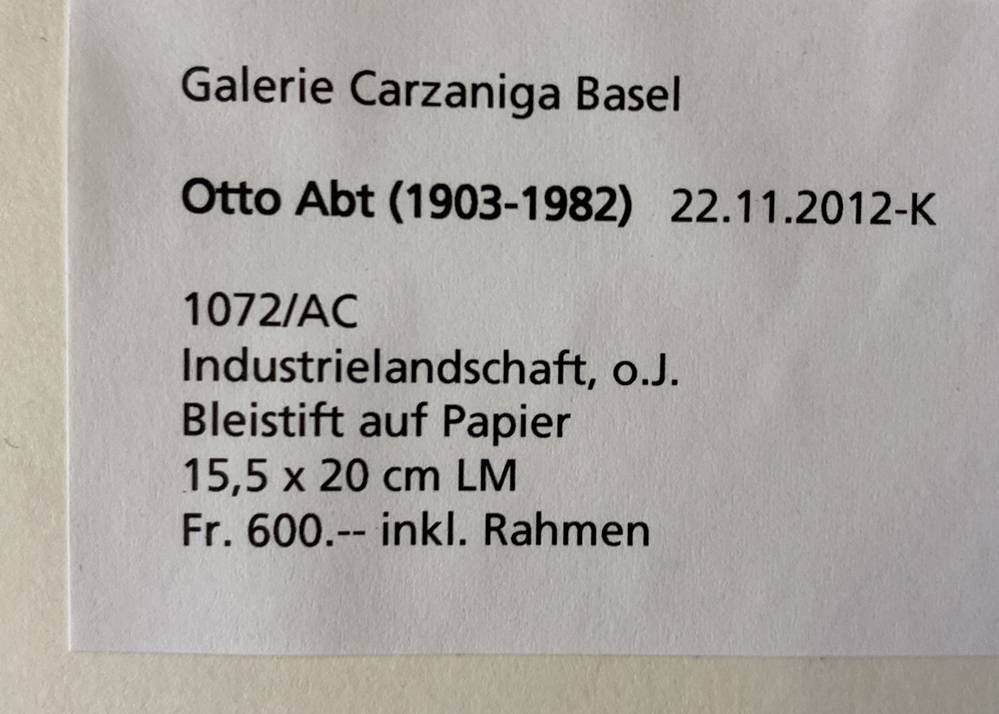 Galerie Carzaniga Basel
Otto Abt (1903-1982) 22.11.2012-K
1072/AC
Industrielandschaft, o.J.
Bleistift auf Papier
15,5 x 20 cm LM
Fr. 600.-- inkl. Rahmen